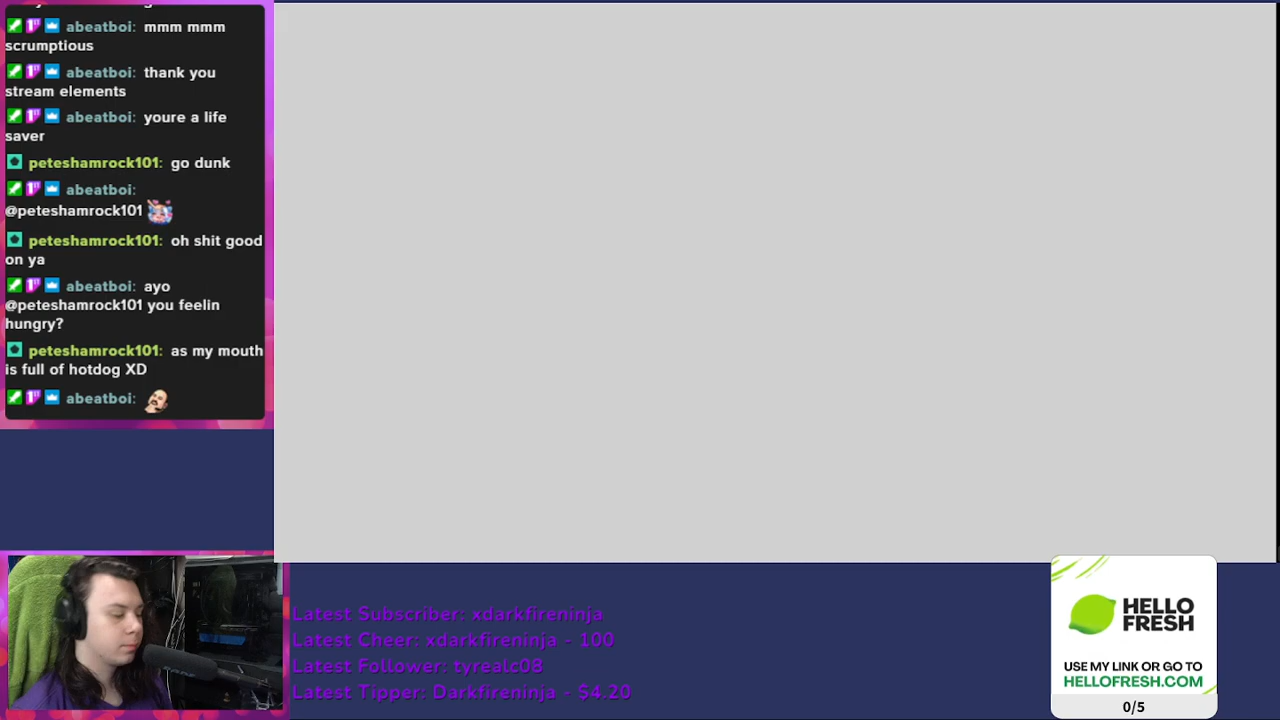 abeatboi: mmm mmm
scrumptious
abeatboi: thank you
stream elements
abeatboi: youre a life
saver
peteshamrock101: go dunk
abeatboi:
@peteshamrock101
peteshamrock101: oh shit good
on ya
abeatboi: ayo
@peteshamrock101 you feelin
hungry?
peteshamrock101: as my mouth
is full of hotdog XD
abeatboi:
Latest Subscriber: xdarkfireninja
Latest Cheer: xdarkfireninja - 100
Latest Follower: tyrealc08
Latest Tipper: Darkfireninja - $4.20
HELLO
FRESH
USE MY LINK OR GO TO
HELLOFRESH.COM
0/5